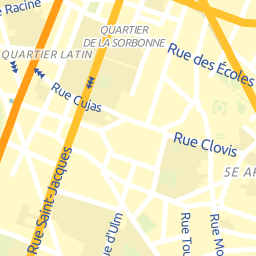 e Racine
QUARTIER
DE LA SORBONNE
QUARTIER LATIN
Rue des Écoles
Rue Cujas
Rue Clovis
5E AR
Rue Saint-Jacques
e d'Ulm
Rue Tou
Rue Mo